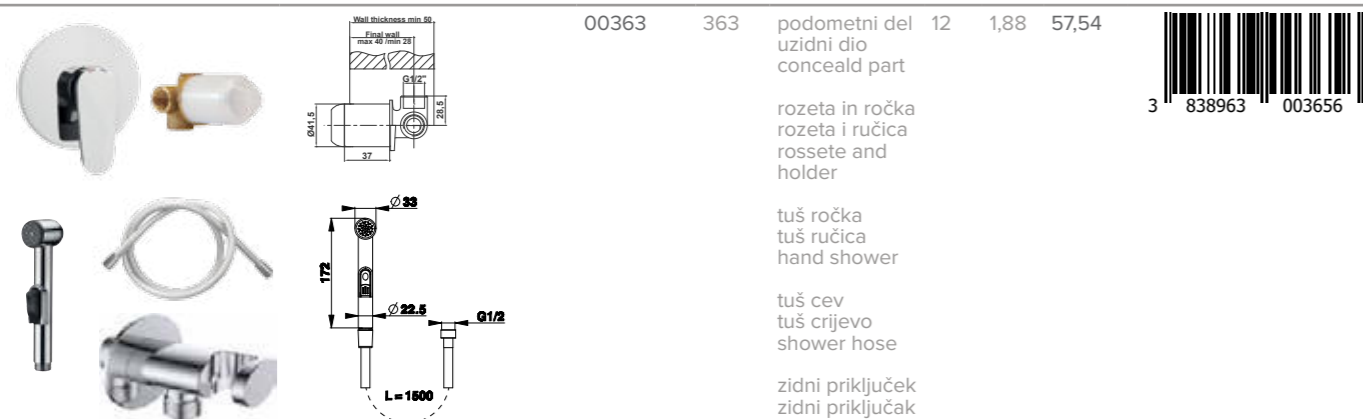 Wall thickness min 50
Final wall
max 40 /min 28
G1/2"
28,5
Ø41,5
37
Ø 33
172
Ø 22.5
G1/2
L = 1500
00363
363
podometni del
uzidni dio
conceald part
rozeta in ročka
rozeta i ručica
rossete and
holder
tuš ročka
tuš ručica
hand shower
tuš cev
tuš crijevo
shower hose
zidni priključek
zidni priključak
12
1,88
57,54
3 838963 003656